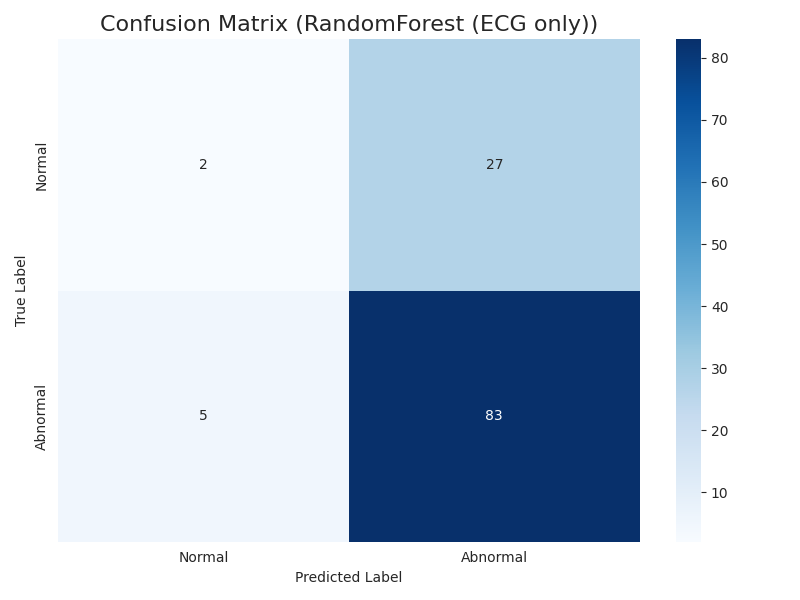 Confusion Matrix (RandomForest (ECG only))
True Label
Normal
2
27
Abnormal
5
83
Normal
Abnormal
Predicted Label
80
70
60
50
40
30
20
10